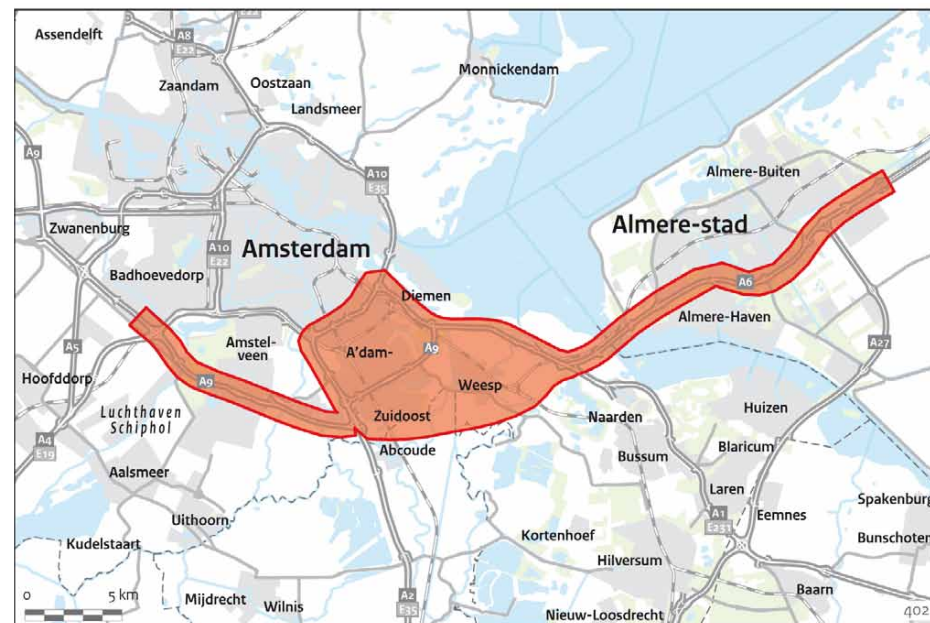 Assendelft
A8
E22
Zaandam
Oostzaan
Landsmeer
Monnickendam
A9
A10
E35
Almere-Buiten
Zwanenburg
A10
E22
Amsterdam
Almere-stad
Badhoevedorp
Diemen
A6
Almere-Haven
Amstel-
veen
A'dam-
A9
A5
A27
Hoofddorp
A9
Weesp
Luchthaven
Schiphol
Zuidoost
Naarden
Huizen
A4
E19
Abcoude
Bussum
Blaricum
Aalsmeer
Laren
Spakenburg
Uithoorn
A1
E231
Eemnes
Kudelstaart
Kortenhoef
Bunschoten
Hilversum
0 5 km
Mijdrecht
Wilnis
A2
E35
Baarn
Nieuw-Loosdrecht
402